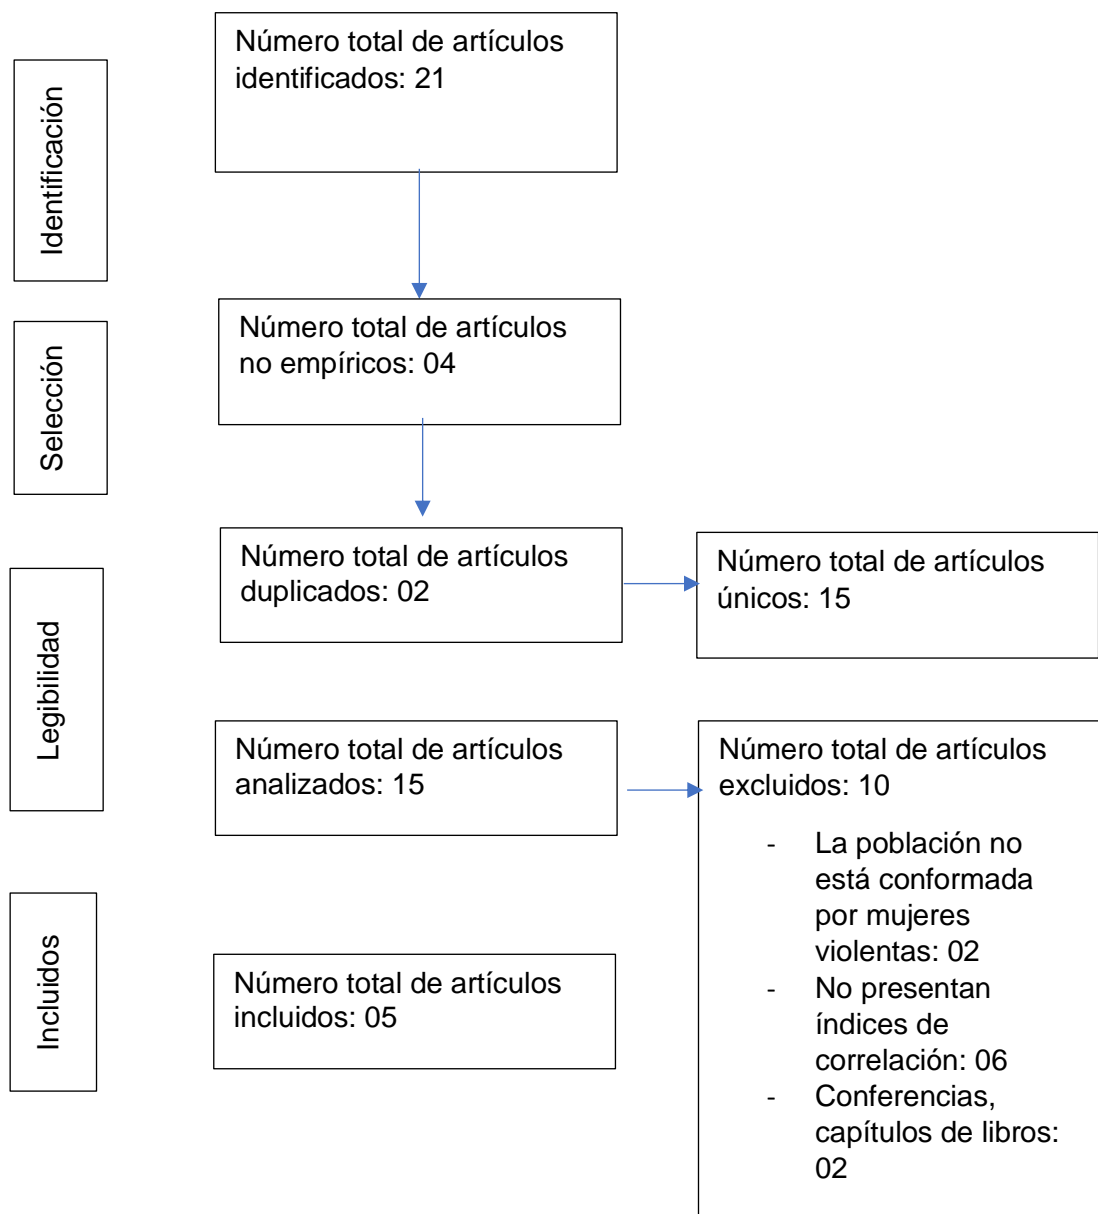 Identificación
Número total de artículos
identificados: 21
Selección
Número total de artículos
no empíricos: 04
Legibilidad
Número total de artículos
duplicados: 02
Número total de artículos
únicos: 15
Número total de artículos
analizados: 15
Número total de artículos
excluidos: 10
- La población no
está conformada
por mujeres
violentas: 02
- No presentan
índices de
correlación: 06
- Conferencias,
capítulos de libros:
02
Incluidos
Número total de artículos
incluidos: 05